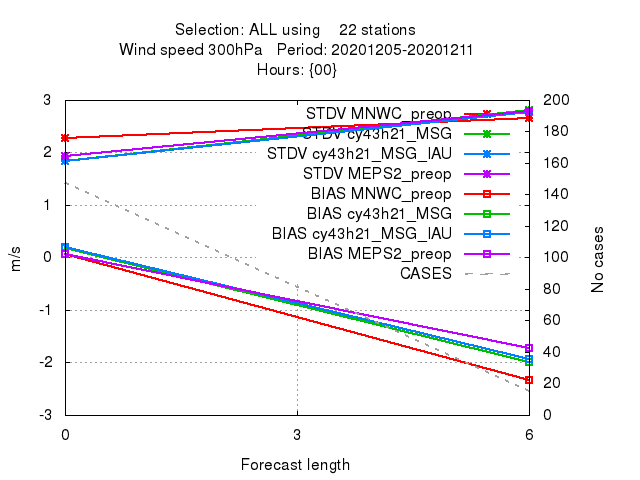 Selection: ALL using 22 stations
Wind speed 300hPa Period: 20201205-20201211
Hours: {00}
3
2
1
0
-1
-2
-3
m/s
200
180
160
140
120
100
80
60
40
20
0
No cases
STDV MNWC_preop
STDV cy43h21_MSG
STDV cy43h21_MSG_IAU
STDV MEPS2_preop
BIAS MNWC_preop
BIAS cy43h21_MSG
BIAS cy43h21_MSG_IAU
BIAS MEPS2_preop
CASES
0 3 6
Forecast length